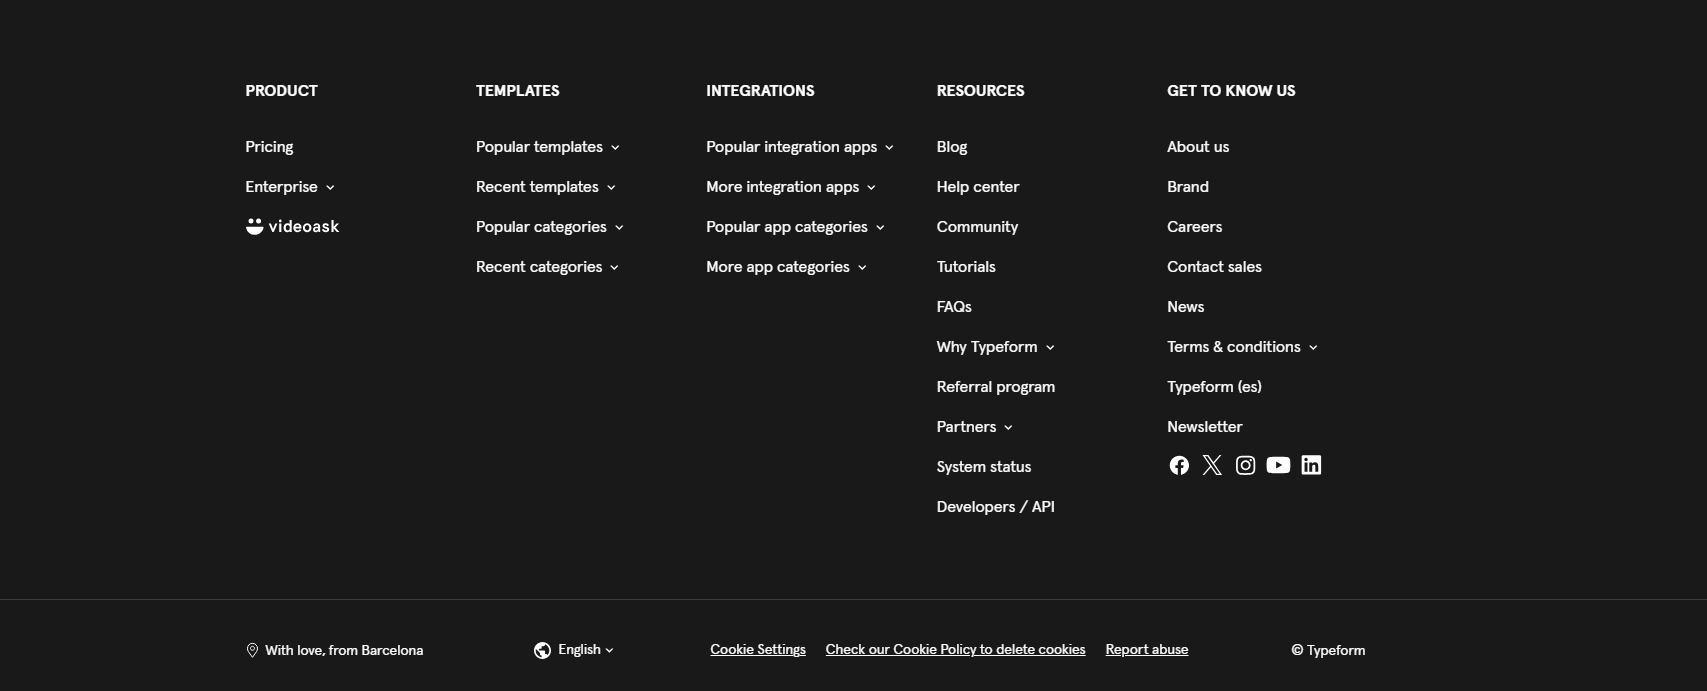 PRODUCT
Pricing
Enterprise
videoask
TEMPLATES
Popular templates
Recent templates
Popular categories
Recent categories
INTEGRATIONS
Popular integration apps
More integration apps
Popular app categories
More app categories
RESOURCES
Blog
Help center
Community
Tutorials
FAQs
Why Typeform
Referral program
Partners
System status
Developers / API
GET TO KNOW US
About us
Brand
Careers
Contact sales
News
Terms & conditions
Typeform (es)
Newsletter
With love, from Barcelona
English
Cookie Settings
Check our Cookie Policy to delete cookies
Report abuse
© Typeform